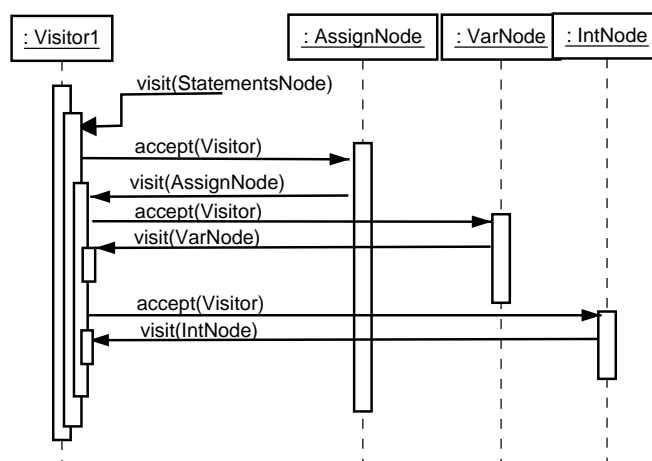 : Visitor1
: AssignNode
: VarNode
: IntNode
visit(StatementsNode)
accept(Visitor)
visit(AssignNode)
accept(Visitor)
visit(VarNode)
accept(Visitor)
visit(IntNode)